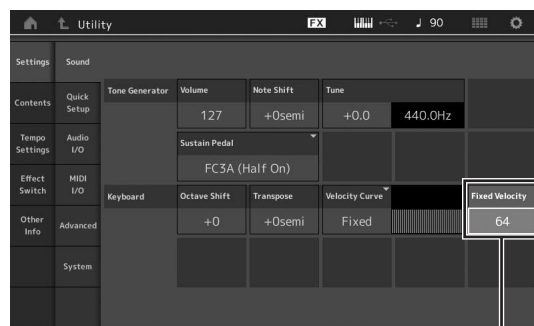 Utility FX ♩ 90
Settings Sound
Tone Generator Volume Note Shift Tune
Contents Quick Setup 127 +0semi +0.0 440.0Hz
Tempo Settings Audio I/O Sustain Pedal
FC3A (Half On)
Effect Switch MIDI I/O
Keyboard Octave Shift Transpose Velocity Curve Fixed Velocity
Other Info Advanced +0 +0semi Fixed 64
System